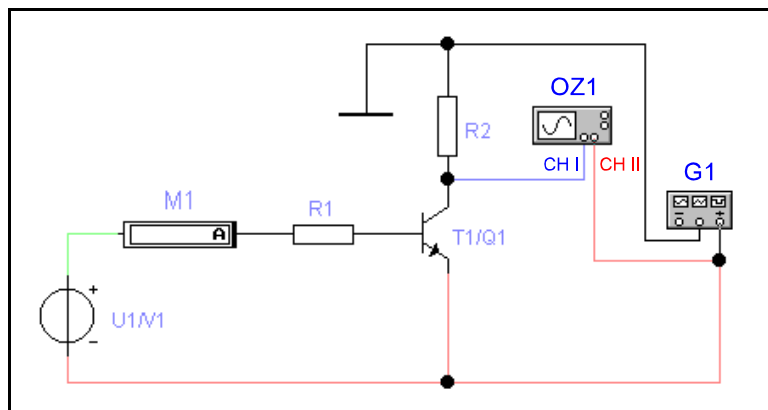 OZ1
R2
CH I CH II
G1
M1
R1
A
T1/Q1
+
U1/V1
−
− +